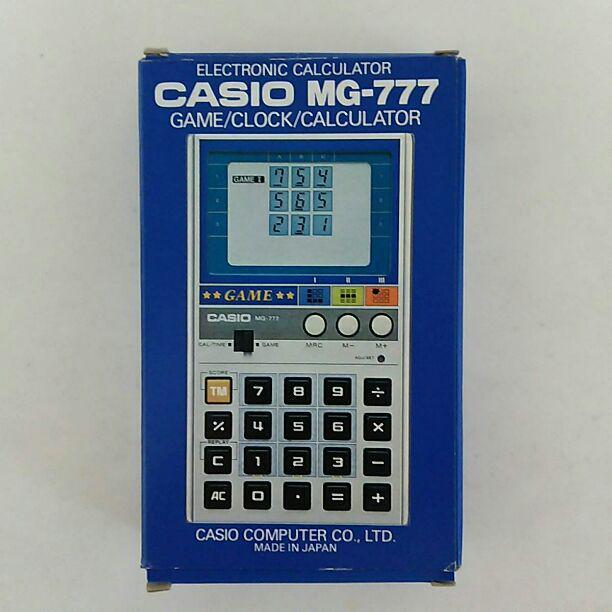 ELECTRONIC CALCULATOR
CASIO MG-777
GAME/CLOCK/CALCULATOR
A B C
GAME I 7 5 4
5 6 5
2 3 1
I II III
★★GAME★★
CASIO MG-777
MRC M− M+
CAL/TIME GAME
ADJ/SET
SCORE
TM 7 8 9 ÷
% 4 5 6 ×
REPLAY
C 1 2 3 −
AC 0 · = +
CASIO COMPUTER CO., LTD.
MADE IN JAPAN